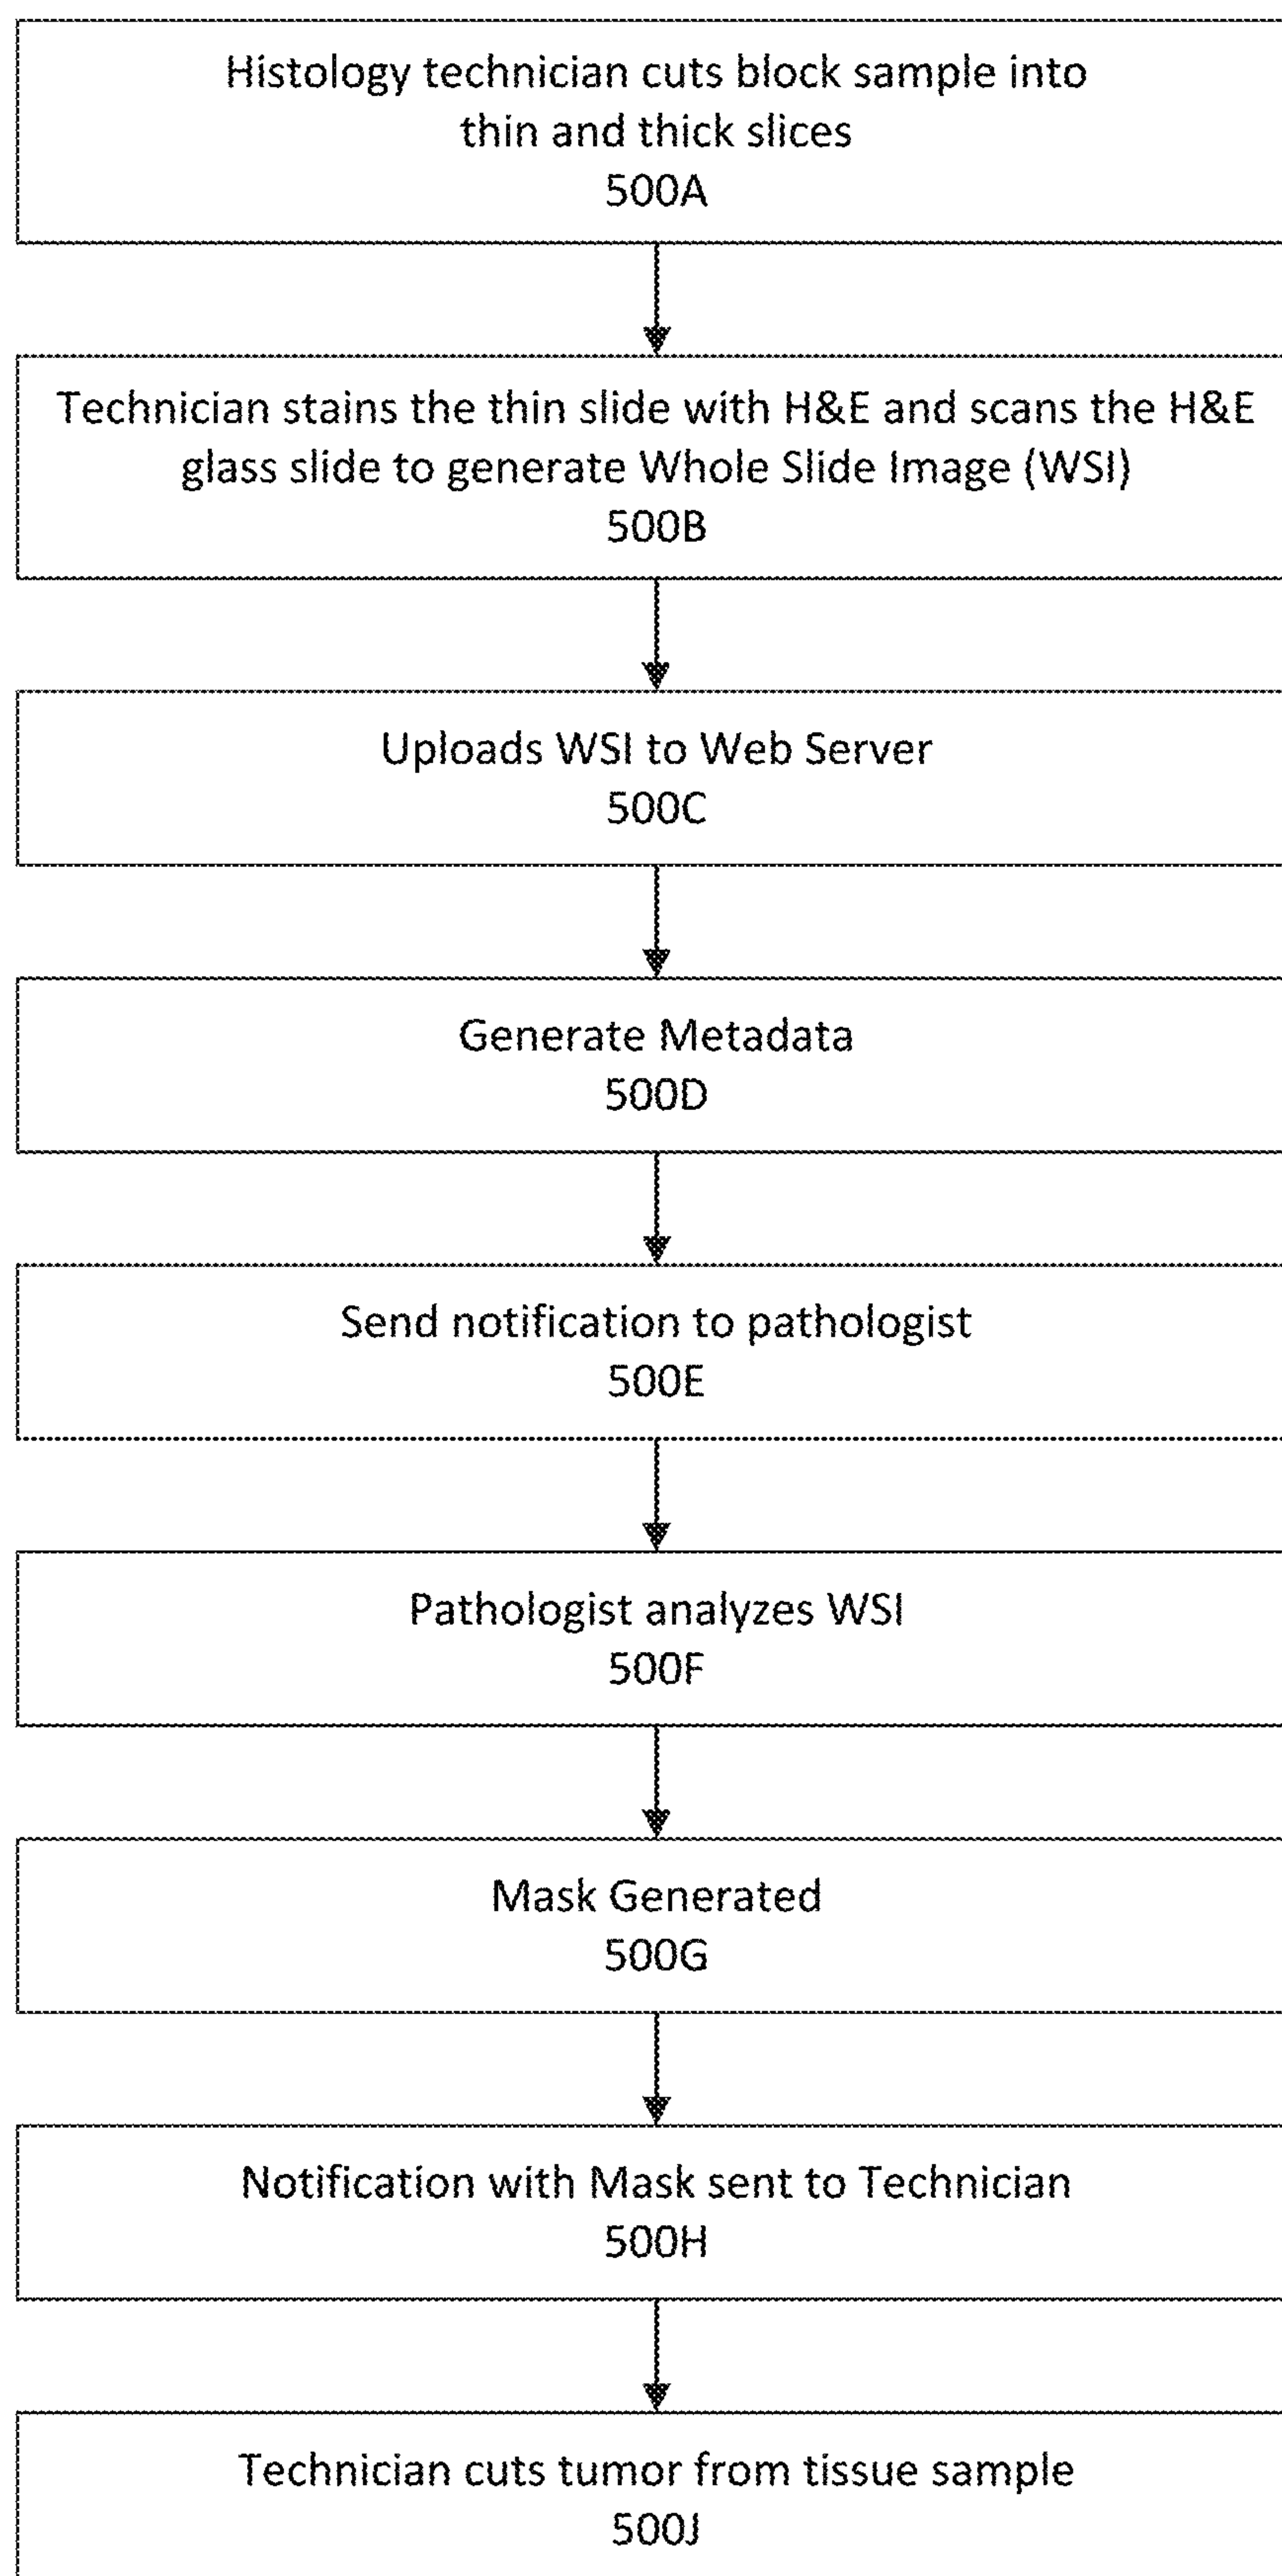 Histology technician cuts block sample into
thin and thick slices
500A
Technician stains the thin slide with H&E and scans the H&E
glass slide to generate Whole Slide Image (WSI)
500B
Uploads WSI to Web Server
500C
Generate Metadata
500D
Send notification to pathologist
500E
Pathologist analyzes WSI
500F
Mask Generated
500G
Notification with Mask sent to Technician
500H
Technician cuts tumor from tissue sample
500J